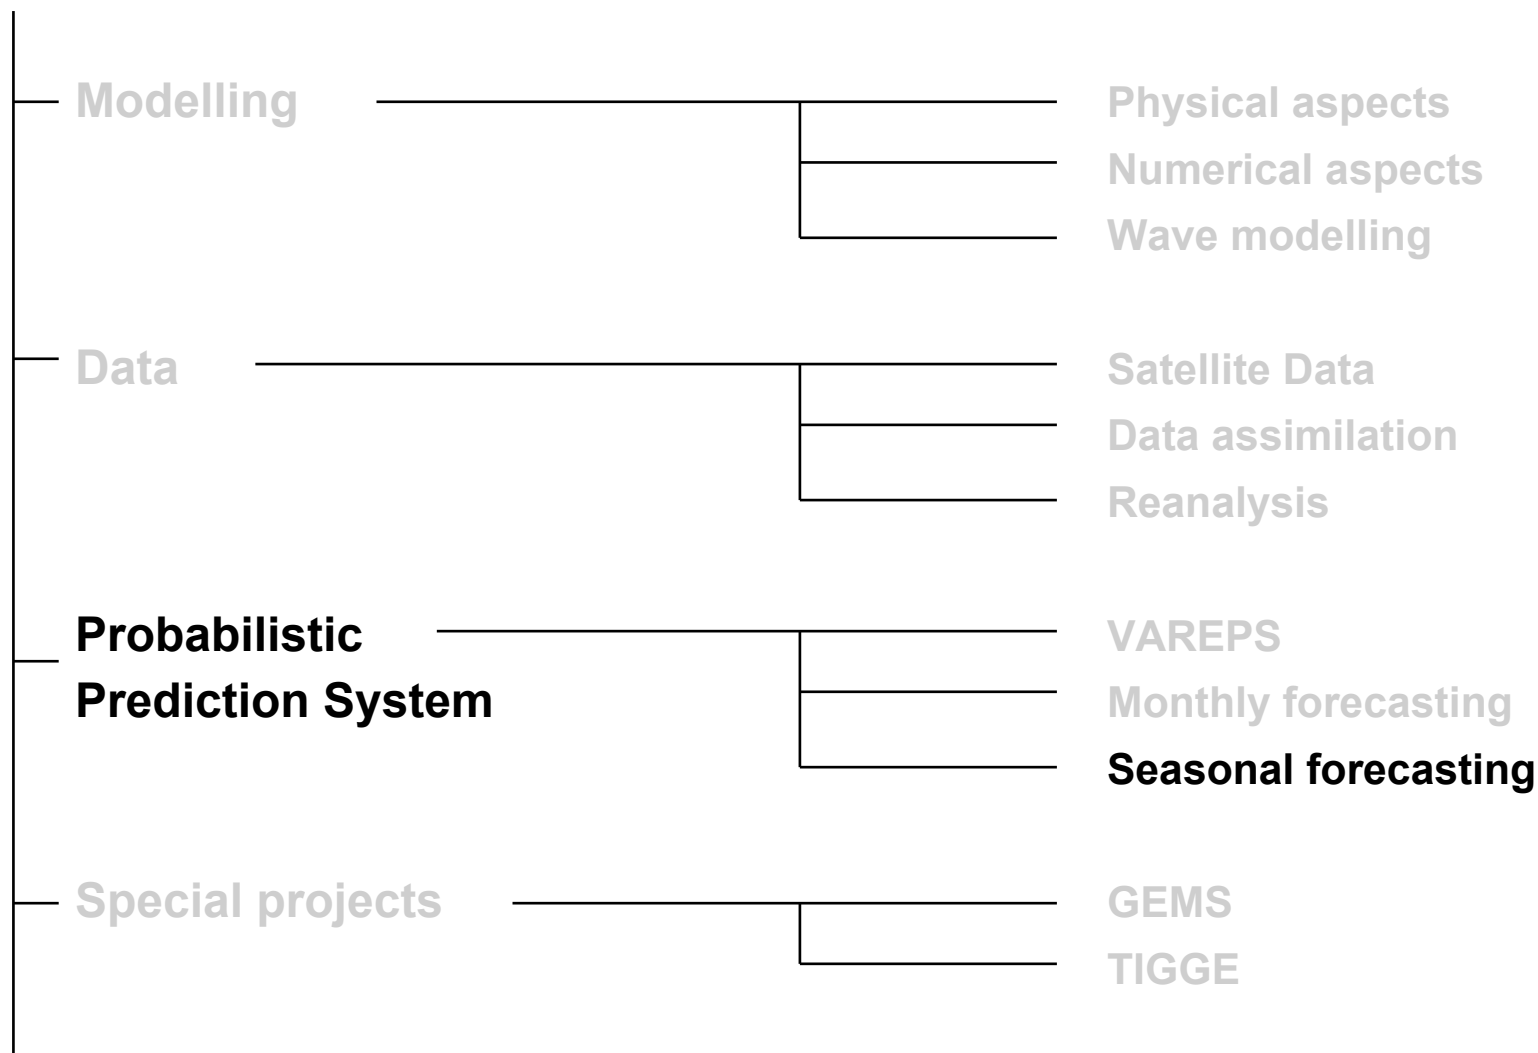 Modelling
Physical aspects
Numerical aspects
Wave modelling
Data
Satellite Data
Data assimilation
Reanalysis
Probabilistic
Prediction System
VAREPS
Monthly forecasting
Seasonal forecasting
Special projects
GEMS
TIGGE